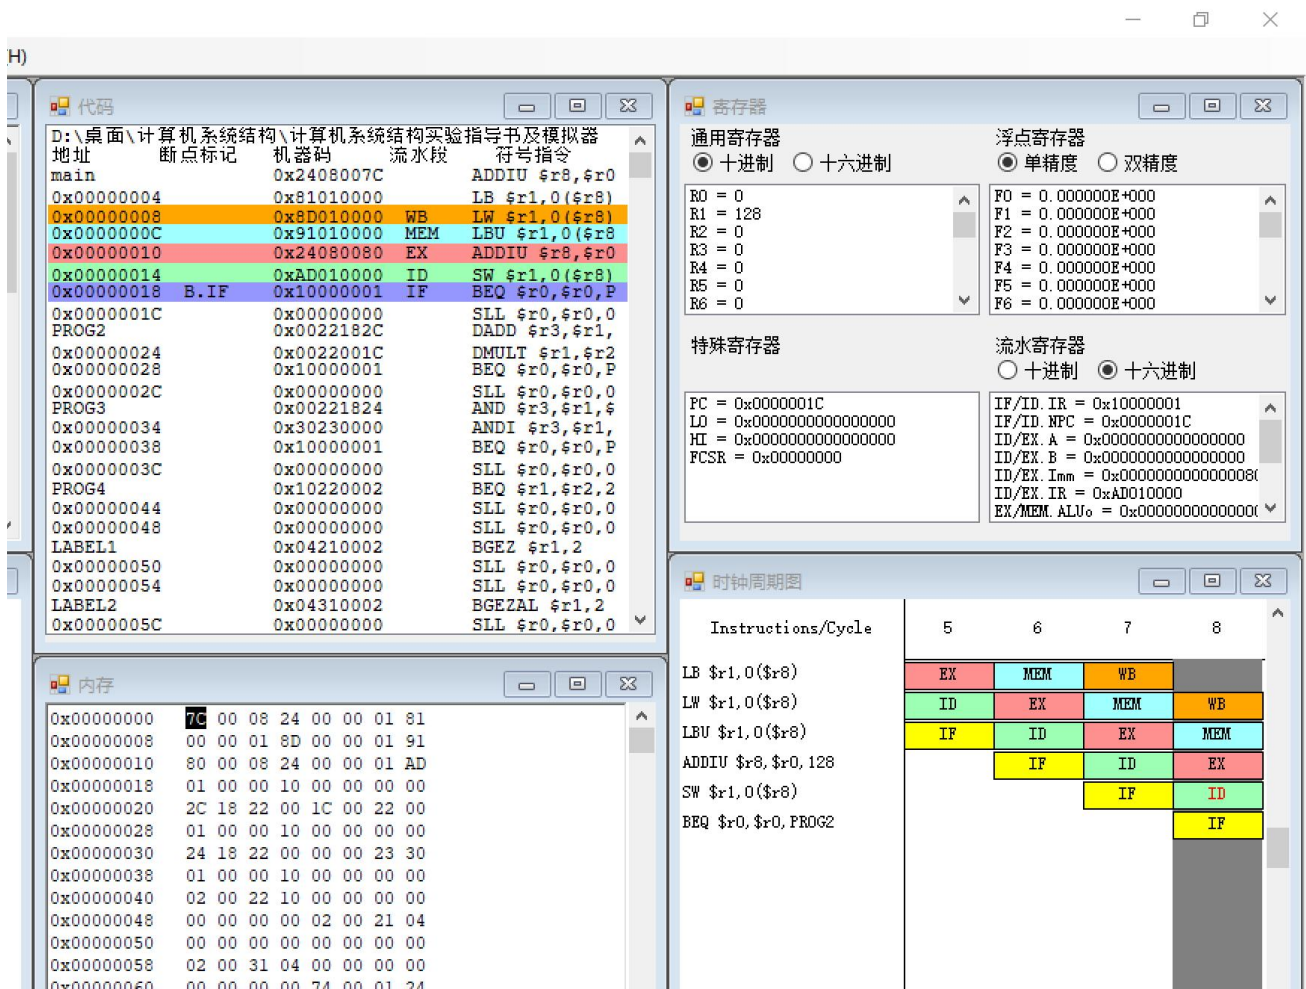 (H)
代码
D:\桌面\计算机系统结构\计算机系统结构实验指导书及模拟器
地址 断点标记 机器码 流水段 符号指令
main 0x2408007C ADDIU $r8,$r0
0x00000004 0x81010000 LB $r1,0($r8)
0x00000008 0x8D010000 WB LW $r1,0($r8)
0x0000000C 0x91010000 MEM LBU $r1,0($r8
0x00000010 0x24080080 EX ADDIU $r8,$r0
0x00000014 0xAD010000 ID SW $r1,0($r8)
0x00000018 B.IF 0x10000001 IF BEQ $r0,$r0,P
0x0000001C 0x00000000 SLL $r0,$r0,0
PROG2 0x0022182C DADD $r3,$r1,
0x00000024 0x0022001C DMULT $r1,$r2
0x00000028 0x10000001 BEQ $r0,$r0,P
0x0000002C 0x00000000 SLL $r0,$r0,0
PROG3 0x00221824 AND $r3,$r1,$
0x00000034 0x30230000 ANDI $r3,$r1,
0x00000038 0x10000001 BEQ $r0,$r0,P
0x0000003C 0x00000000 SLL $r0,$r0,0
PROG4 0x10220002 BEQ $r1,$r2,2
0x00000044 0x00000000 SLL $r0,$r0,0
0x00000048 0x00000000 SLL $r0,$r0,0
LABEL1 0x04210002 BGEZ $r1,2
0x00000050 0x00000000 SLL $r0,$r0,0
0x00000054 0x00000000 SLL $r0,$r0,0
LABEL2 0x04310002 BGEZAL $r1,2
0x0000005C 0x00000000 SLL $r0,$r0,0
内存
0x00000000 7C 00 08 24 00 00 01 81
0x00000008 00 00 01 8D 00 00 01 91
0x00000010 80 00 08 24 00 00 01 AD
0x00000018 01 00 00 10 00 00 00 00
0x00000020 2C 18 22 00 1C 00 22 00
0x00000028 01 00 00 10 00 00 00 00
0x00000030 24 18 22 00 00 00 23 30
0x00000038 01 00 00 10 00 00 00 00
0x00000040 02 00 22 10 00 00 00 00
0x00000048 00 00 00 00 02 00 21 04
0x00000050 00 00 00 00 00 00 00 00
0x00000058 02 00 31 04 00 00 00 00
0x00000060 00 00 00 00 74 00 01 24
寄存器
通用寄存器
十进制 十六进制
R0 = 0
R1 = 128
R2 = 0
R3 = 0
R4 = 0
R5 = 0
R6 = 0
浮点寄存器
单精度 双精度
F0 = 0.000000E+000
F1 = 0.000000E+000
F2 = 0.000000E+000
F3 = 0.000000E+000
F4 = 0.000000E+000
F5 = 0.000000E+000
F6 = 0.000000E+000
特殊寄存器
PC = 0x0000001C
LO = 0x0000000000000000
HI = 0x0000000000000000
FCSR = 0x00000000
流水寄存器
十进制 十六进制
IF/ID.IR = 0x10000001
IF/ID.NPC = 0x0000001C
ID/EX.A = 0x0000000000000000
ID/EX.B = 0x0000000000000000
ID/EX.Imm = 0x0000000000000080
ID/EX.IR = 0xAD010000
EX/MEM.ALUo = 0x0000000000000
时钟周期图
Instructions/Cycle 5 6 7 8
LB $r1,0($r8) EX MEM WB
LW $r1,0($r8) ID EX MEM WB
LBU $r1,0($r8) IF ID EX MEM
ADDIU $r8,$r0,128 IF ID EX
SW $r1,0($r8) IF ID
BEQ $r0,$r0,PROG2 IF